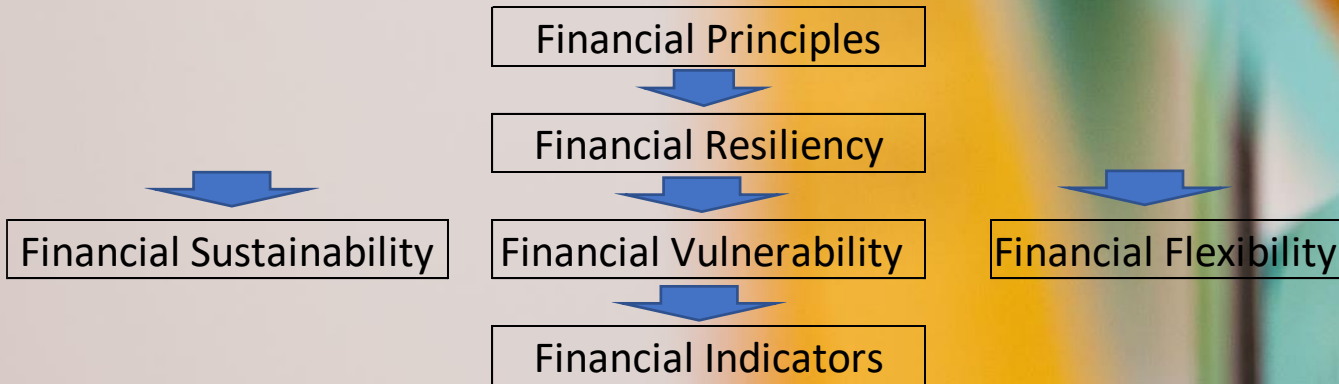 Financial Principles
Financial Resiliency
Financial Sustainability
Financial Vulnerability
Financial Flexibility
Financial Indicators